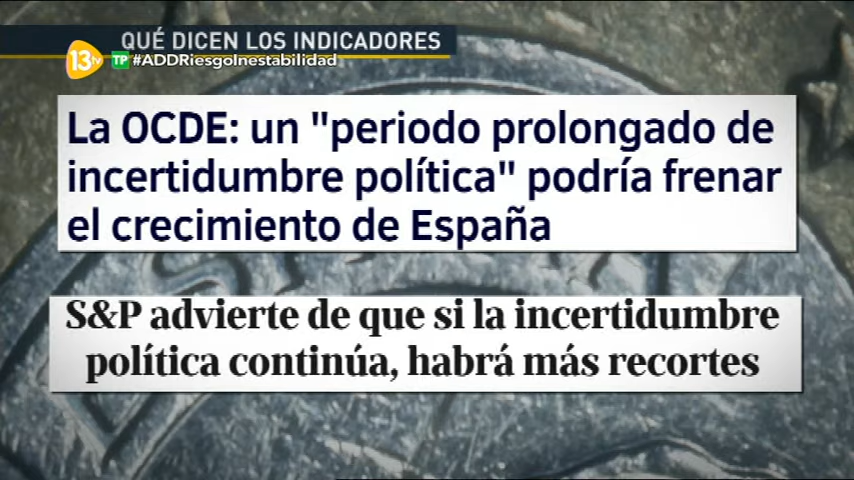 QUÉ DICEN LOS INDICADORES
13tv TP #ADDRiesgoInestabilidad
La OCDE: un "periodo prolongado de
incertidumbre política" podría frenar
el crecimiento de España
S&P advierte de que si la incertidumbre
política continúa, habrá más recortes